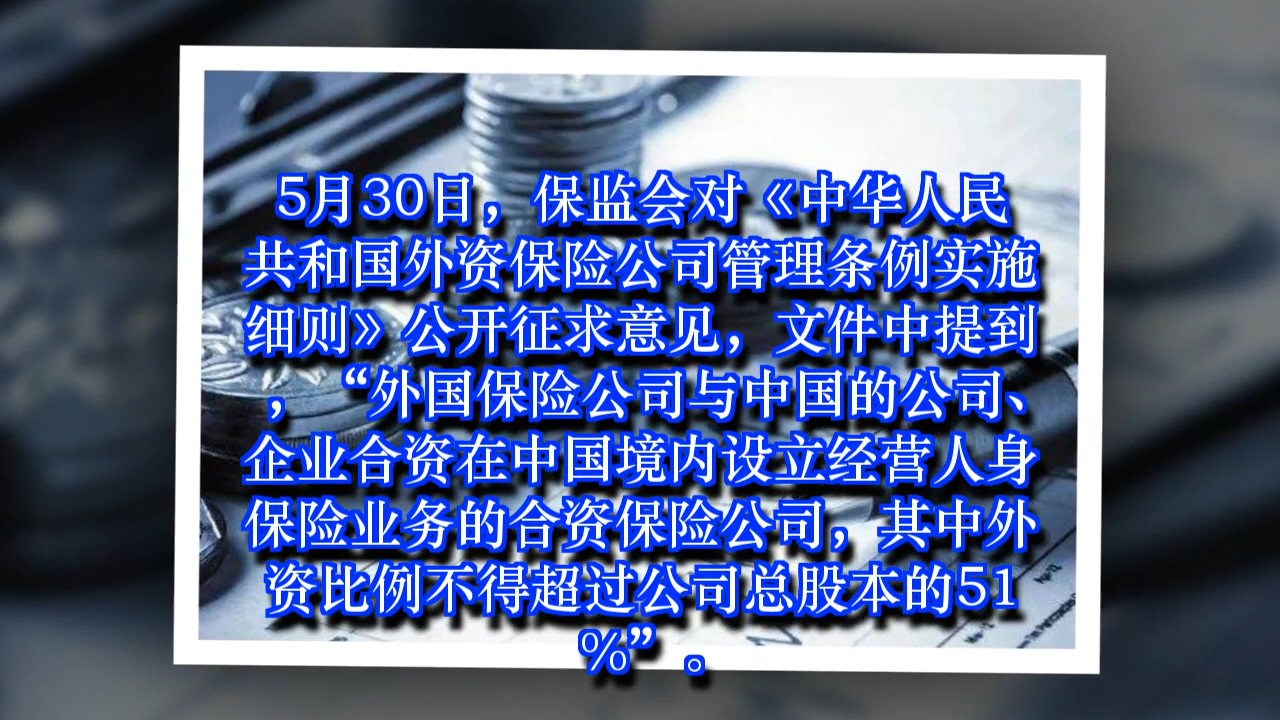 5月30日，保监会对《中华人民
共和国外资保险公司管理条例实施
细则》公开征求意见，文件中提到
，“外国保险公司与中国的公司、
企业合资在中国境内设立经营人身
保险业务的合资保险公司，其中外
资比例不得超过公司总股本的51
%”。